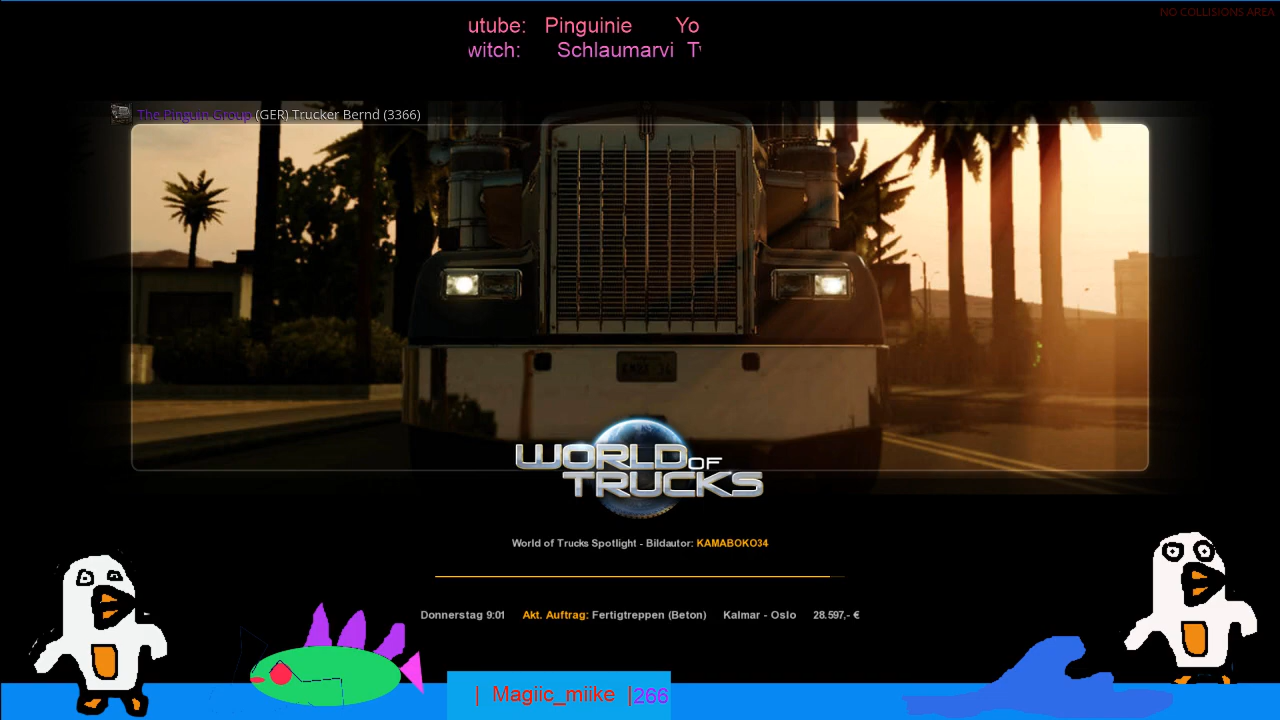 NO COLLISIONS AREA
utube: Pinguinie Yo
witch: Schlaumarvi Tv
The Pinguin Group (GER) Trucker Bernd (3366)
WORLD OF
TRUCKS
World of Trucks Spotlight - Bildautor: KAMABOKO34
Donnerstag 9:01 Akt. Auftrag: Fertigtreppen (Beton) Kalmar - Oslo 28.597,- €
| Magiic_miike |266